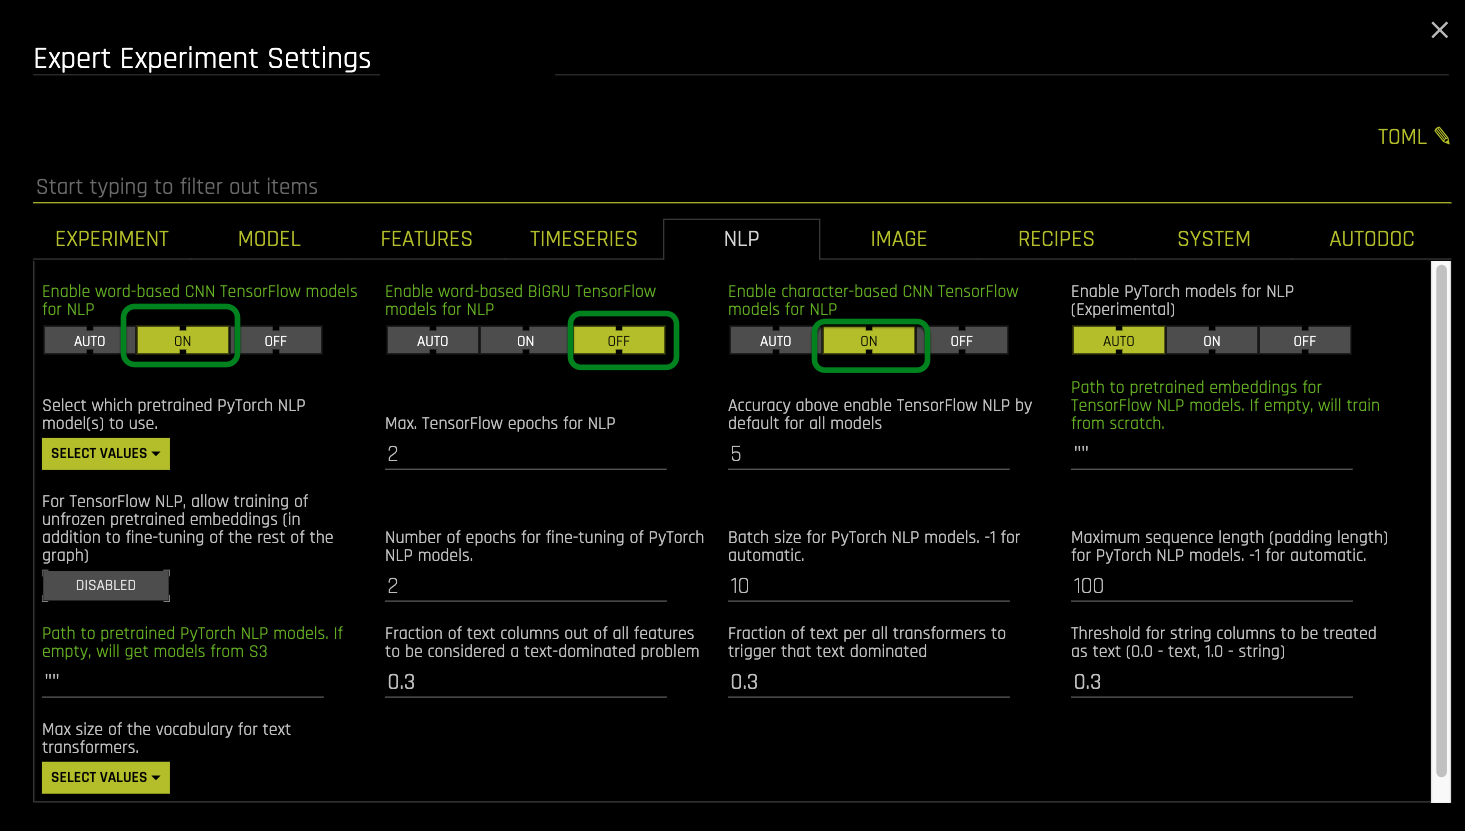 Expert Experiment Settings
TOML
Start typing to filter out items
EXPERIMENT MODEL FEATURES TIMESERIES NLP IMAGE RECIPES SYSTEM AUTODOC
Enable word-based CNN TensorFlow models
for NLP
AUTO ON OFF
Enable word-based BiGRU TensorFlow
models for NLP
AUTO ON OFF
Enable character-based CNN TensorFlow
models for NLP
AUTO ON OFF
Enable PyTorch models for NLP
(Experimental)
AUTO ON OFF
Select which pretrained PyTorch NLP
model(s) to use.
SELECT VALUES
Max. TensorFlow epochs for NLP
2
Accuracy above enable TensorFlow NLP by
default for all models
5
Path to pretrained embeddings for
TensorFlow NLP models. If empty, will train
from scratch.
""
For TensorFlow NLP, allow training of
unfrozen pretrained embeddings (in
addition to fine-tuning of the rest of the
graph)
DISABLED
Number of epochs for fine-tuning of PyTorch
NLP models.
2
Batch size for PyTorch NLP models. -1 for
automatic.
10
Maximum sequence length (padding length)
for PyTorch NLP models. -1 for automatic.
100
Path to pretrained PyTorch NLP models. If
empty, will get models from S3
""
Fraction of text columns out of all features
to be considered a text-dominated problem
0.3
Fraction of text per all transformers to
trigger that text dominated
0.3
Threshold for string columns to be treated
as text (0.0 - text, 1.0 - string)
0.3
Max size of the vocabulary for text
transformers.
SELECT VALUES